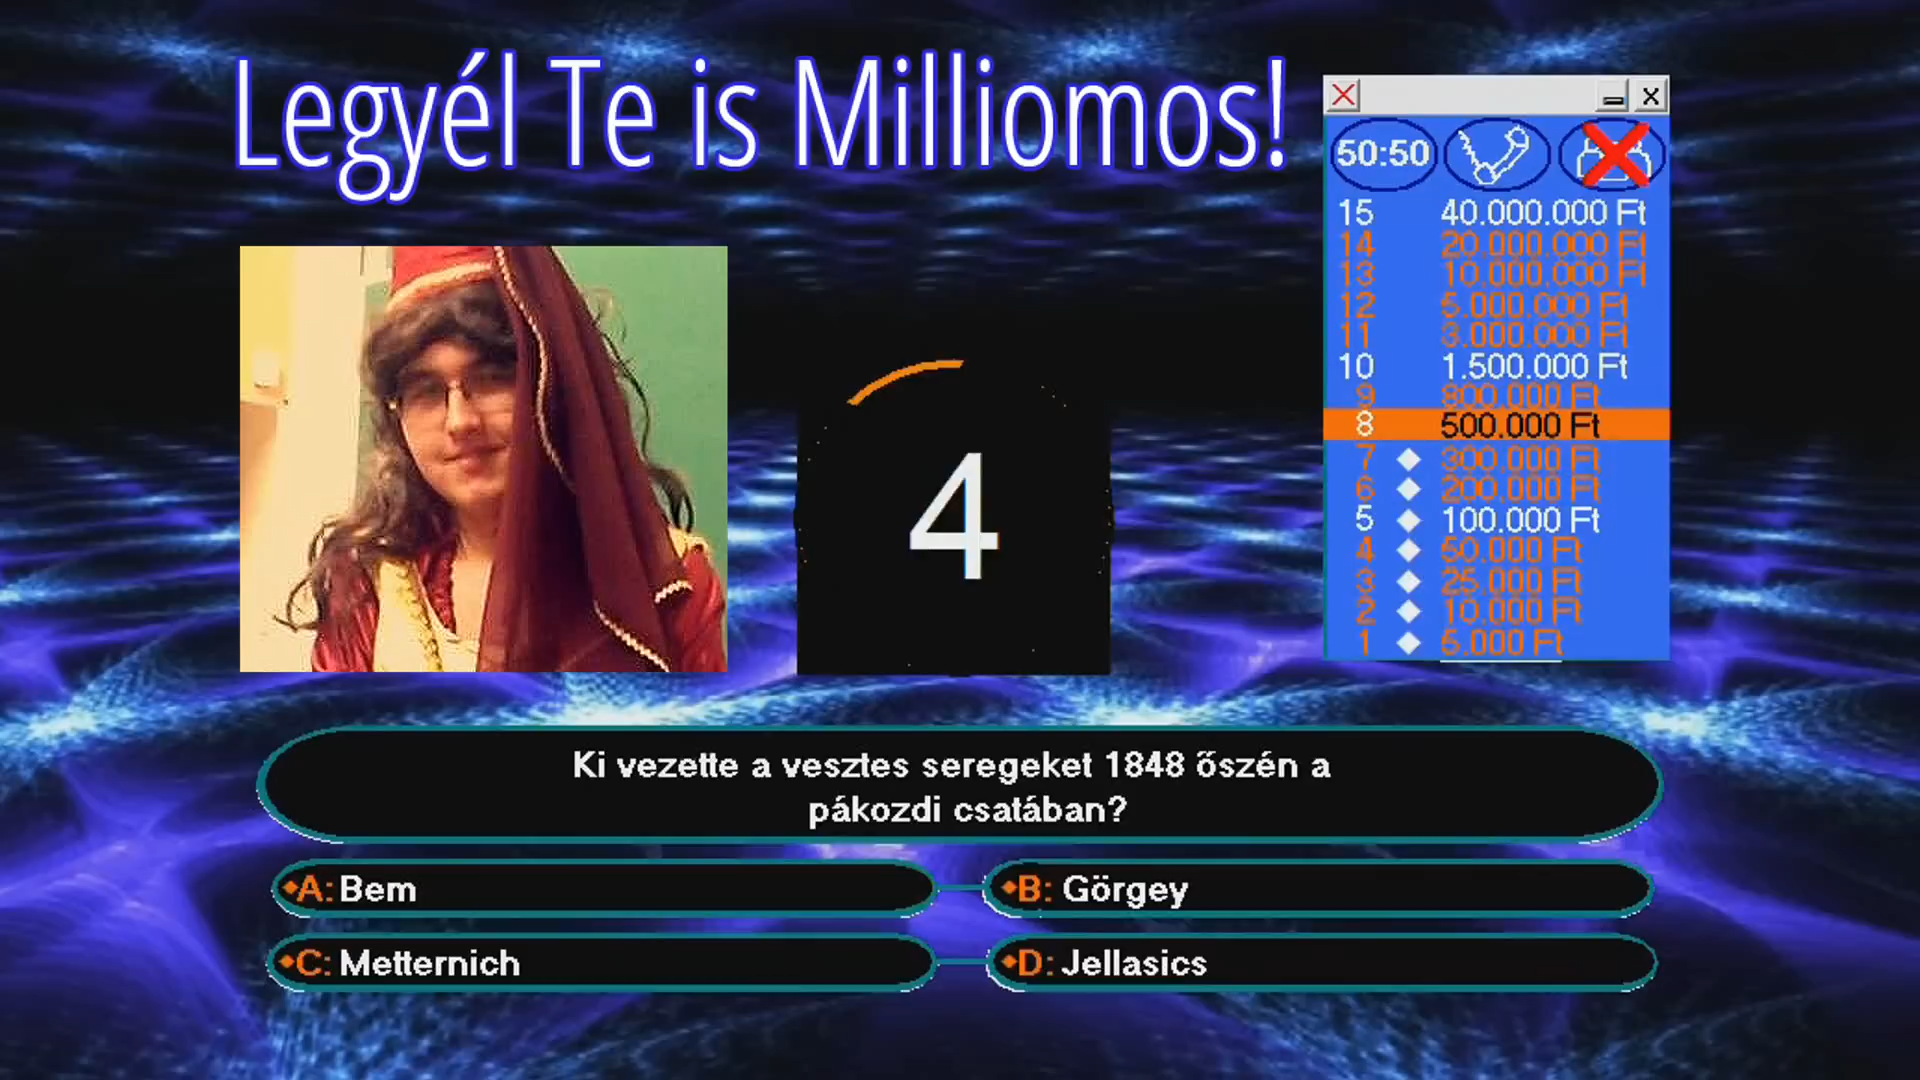 Legyél Te is Milliomos!
50:50
15 40.000.000 Ft
14 20.000.000 Ft
13 10.000.000 Ft
12 5.000.000 Ft
11 3.000.000 Ft
10 1.500.000 Ft
9 800.000 Ft
8 500.000 Ft
7 ◆ 300.000 Ft
6 ◆ 200.000 Ft
5 ◆ 100.000 Ft
4 ◆ 50.000 Ft
3 ◆ 25.000 Ft
2 ◆ 10.000 Ft
1 ◆ 5.000 Ft
4
Ki vezette a vesztes seregeket 1848 őszén a
pákozdi csatában?
A: Bem
B: Görgey
C: Metternich
D: Jellasics